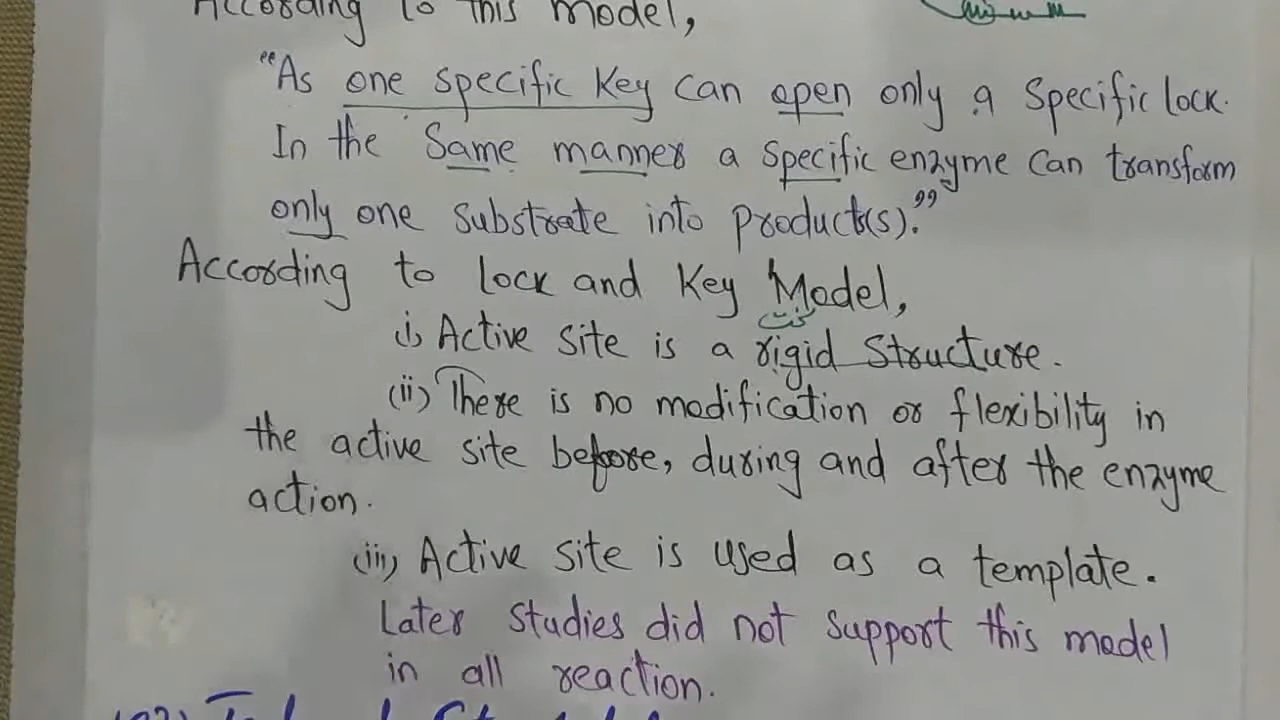 According to this model,
"As one specific key can open only a specific lock.
In the same manner a specific enzyme can transform
only one substrate into product(s)."
According to lock and key Model,
(i) Active site is a rigid structure.
(ii) There is no modification or flexibility in
the active site before, during and after the enzyme
action.
(iii) Active site is used as a template.
Later studies did not support this model
in all reaction.